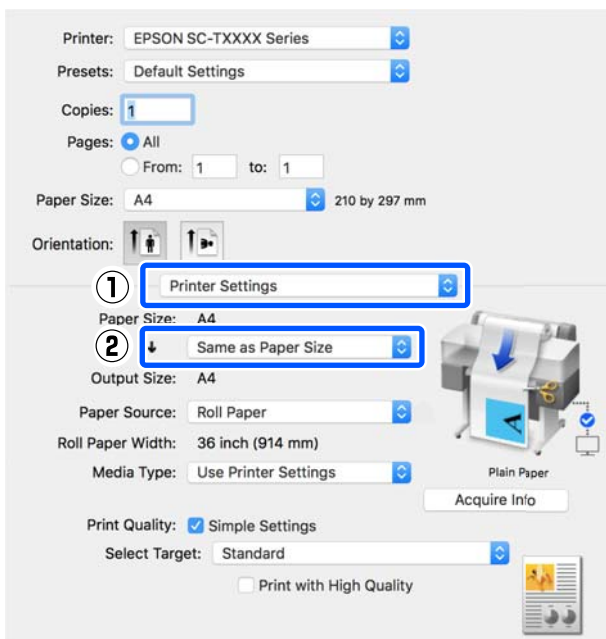 Printer: EPSON SC-TXXXX Series
Presets: Default Settings
Copies: 1
Pages: All
From: 1 to: 1
Paper Size: A4 210 by 297 mm
Orientation:
① Printer Settings
Paper Size: A4
② Same as Paper Size
Output Size: A4
Paper Source: Roll Paper
Roll Paper Width: 36 inch (914 mm)
Media Type: Use Printer Settings
Plain Paper
Acquire Info
Print Quality: Simple Settings
Select Target: Standard
Print with High Quality
A